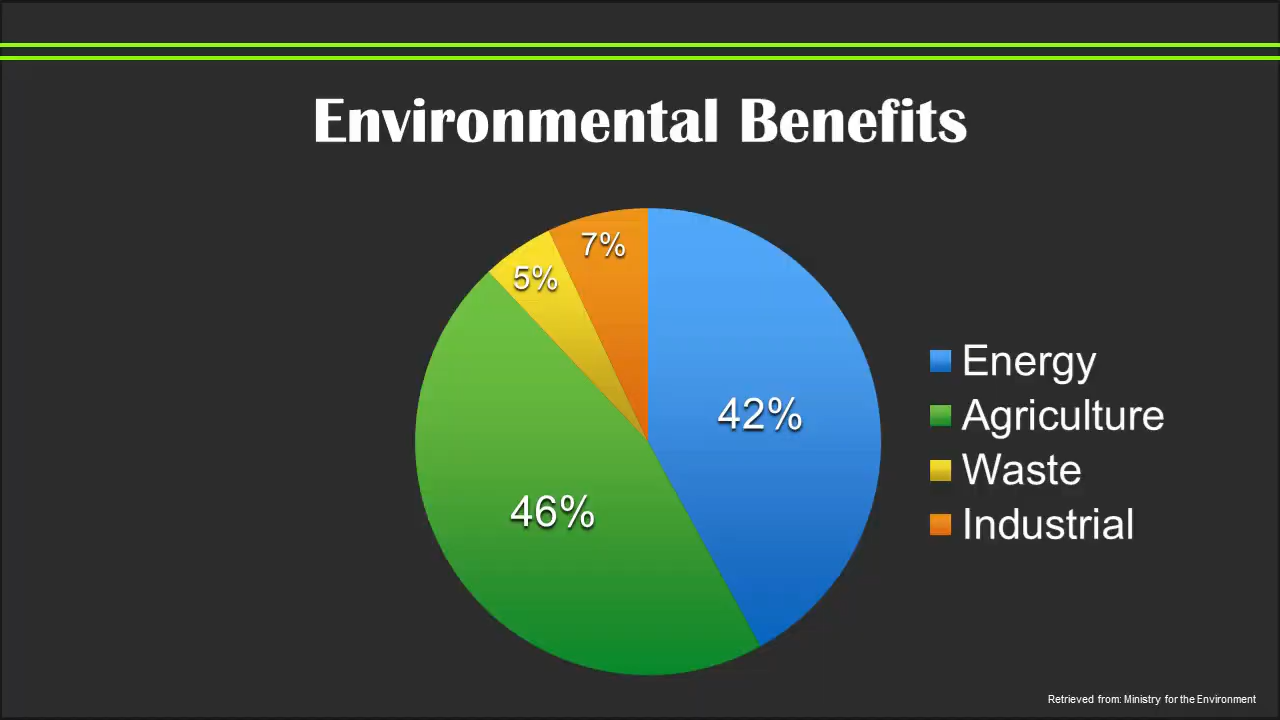 Environmental Benefits
7%
5%
42%
46%
Energy
Agriculture
Waste
Industrial
Retrieved from: Ministry for the Environment